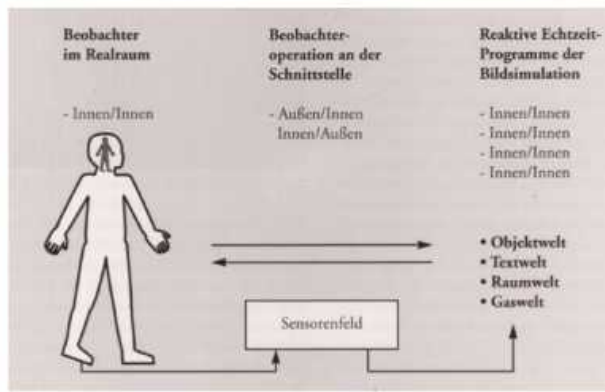 Beobachter
im Realraum
- Innen/Innen
Beobachter-
operation an der
Schnittstelle
- Außen/Innen
Innen/Außen
Reaktive Echtzeit-
Programme der
Bildsimulation
- Innen/Innen
- Innen/Innen
- Innen/Innen
- Innen/Innen
• Objektwelt
• Textwelt
• Raumwelt
• Gaswelt
Sensorenfeld